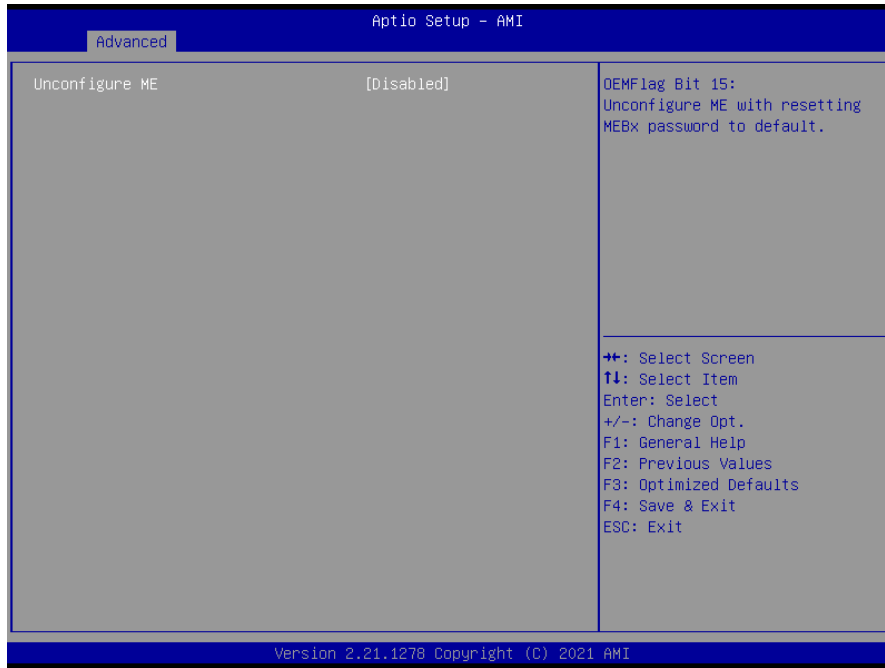 Aptio Setup - AMI
Advanced
Unconfigure ME [Disabled]
OEMFlag Bit 15:
Unconfigure ME with resetting
MEBx password to default.
→←: Select Screen
↑↓: Select Item
Enter: Select
+/-: Change Opt.
F1: General Help
F2: Previous Values
F3: Optimized Defaults
F4: Save & Exit
ESC: Exit
Version 2.21.1278 Copyright (C) 2021 AMI